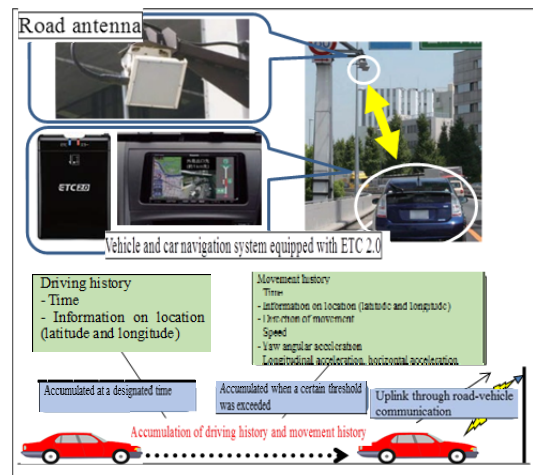 Road antenna
ETC2.0
Vehicle and car navigation system equipped with ETC 2.0
Driving history
- Time
- Information on location
(latitude and longitude)
Movement history
Time
- Information on location (latitude and longitude)
- Direction of movement
Speed
- Yaw angular acceleration
- Longitudinal acceleration, horizontal acceleration
Accumulated at a designated time
Accumulated when a certain threshold
was exceeded
Uplink through road-vehicle
communication
Accumulation of driving history and movement history